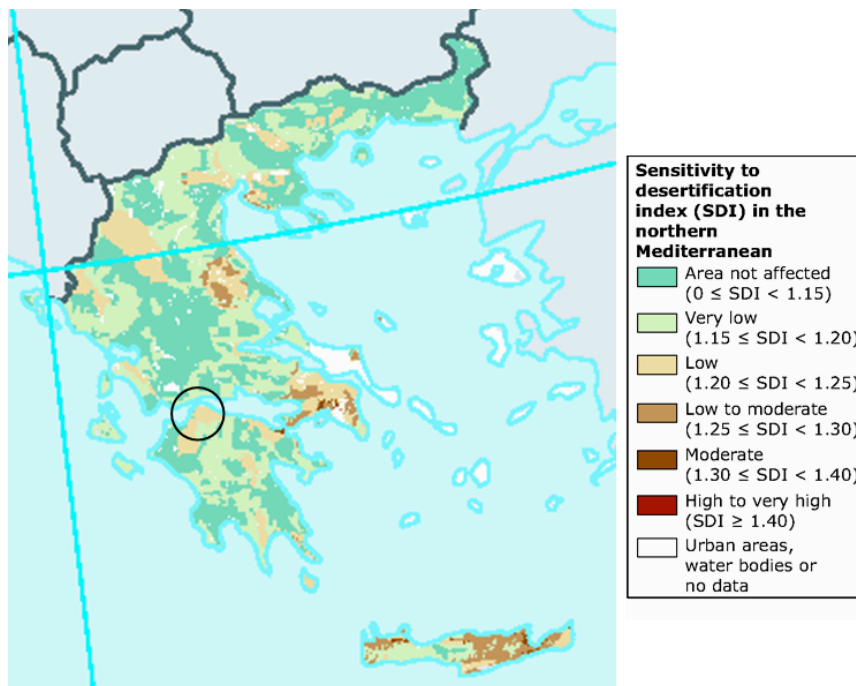 Sensitivity to
desertification
index (SDI) in the
northern
Mediterranean
Area not affected
(0 ≤ SDI < 1.15)
Very low
(1.15 ≤ SDI < 1.20)
Low
(1.20 ≤ SDI < 1.25)
Low to moderate
(1.25 ≤ SDI < 1.30)
Moderate
(1.30 ≤ SDI < 1.40)
High to very high
(SDI ≥ 1.40)
Urban areas,
water bodies or
no data